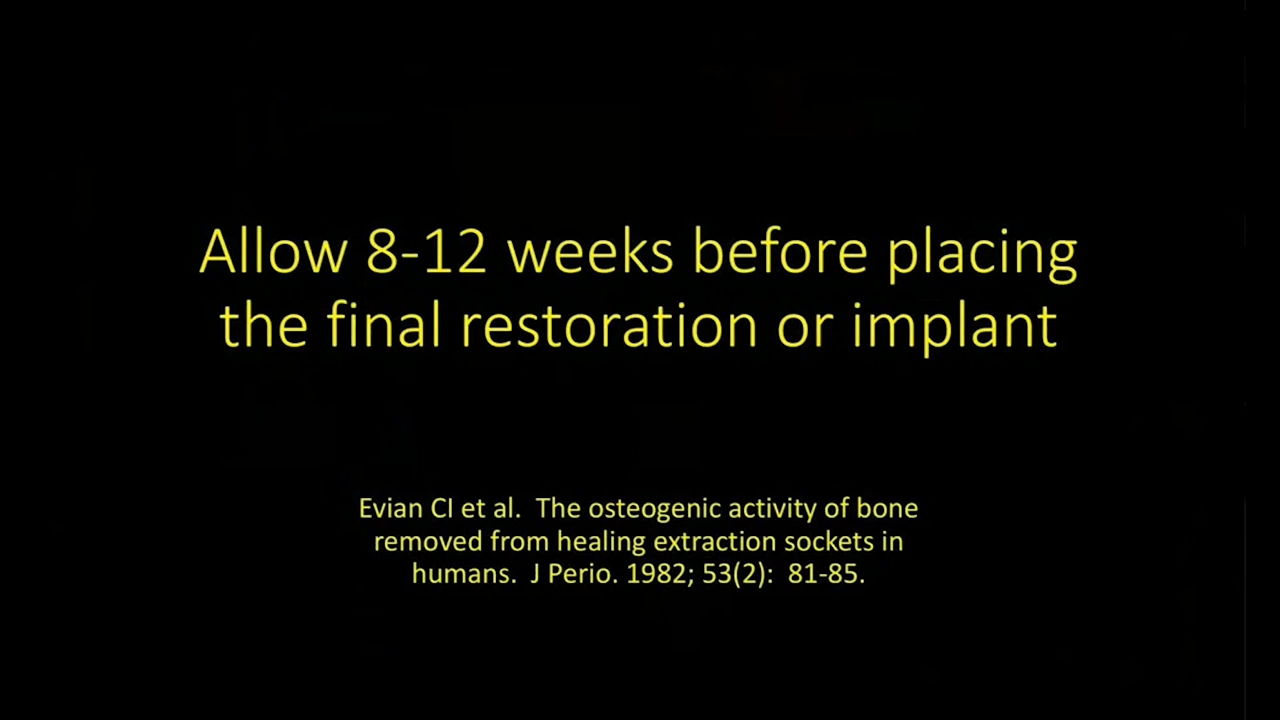 Allow 8-12 weeks before placing
the final restoration or implant
Evian CI et al.  The osteogenic activity of bone
removed from healing extraction sockets in
humans.  J Perio. 1982; 53(2):  81-85.